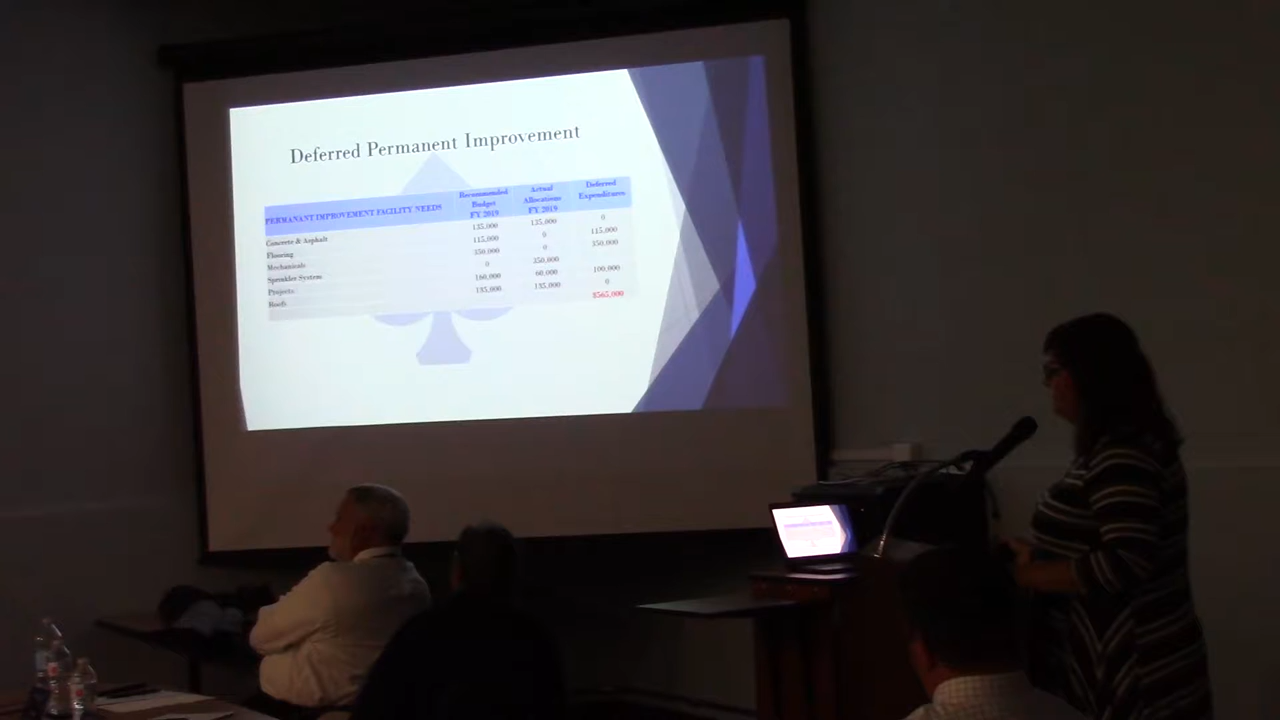 Deferred Permanent Improvement
PERMANANT IMPROVEMENT FACILITY NEEDS Recommended Budget FY 2019 Actual Allocations FY 2019 Deferred Expenditures
Concrete & Asphalt 135,000 135,000 0
Flooring 115,000 0 115,000
Mechanicals 350,000 0 350,000
Sprinkler System 0 350,000
Projects 160,000 60,000 100,000
Roofs 135,000 135,000 0
$565,000